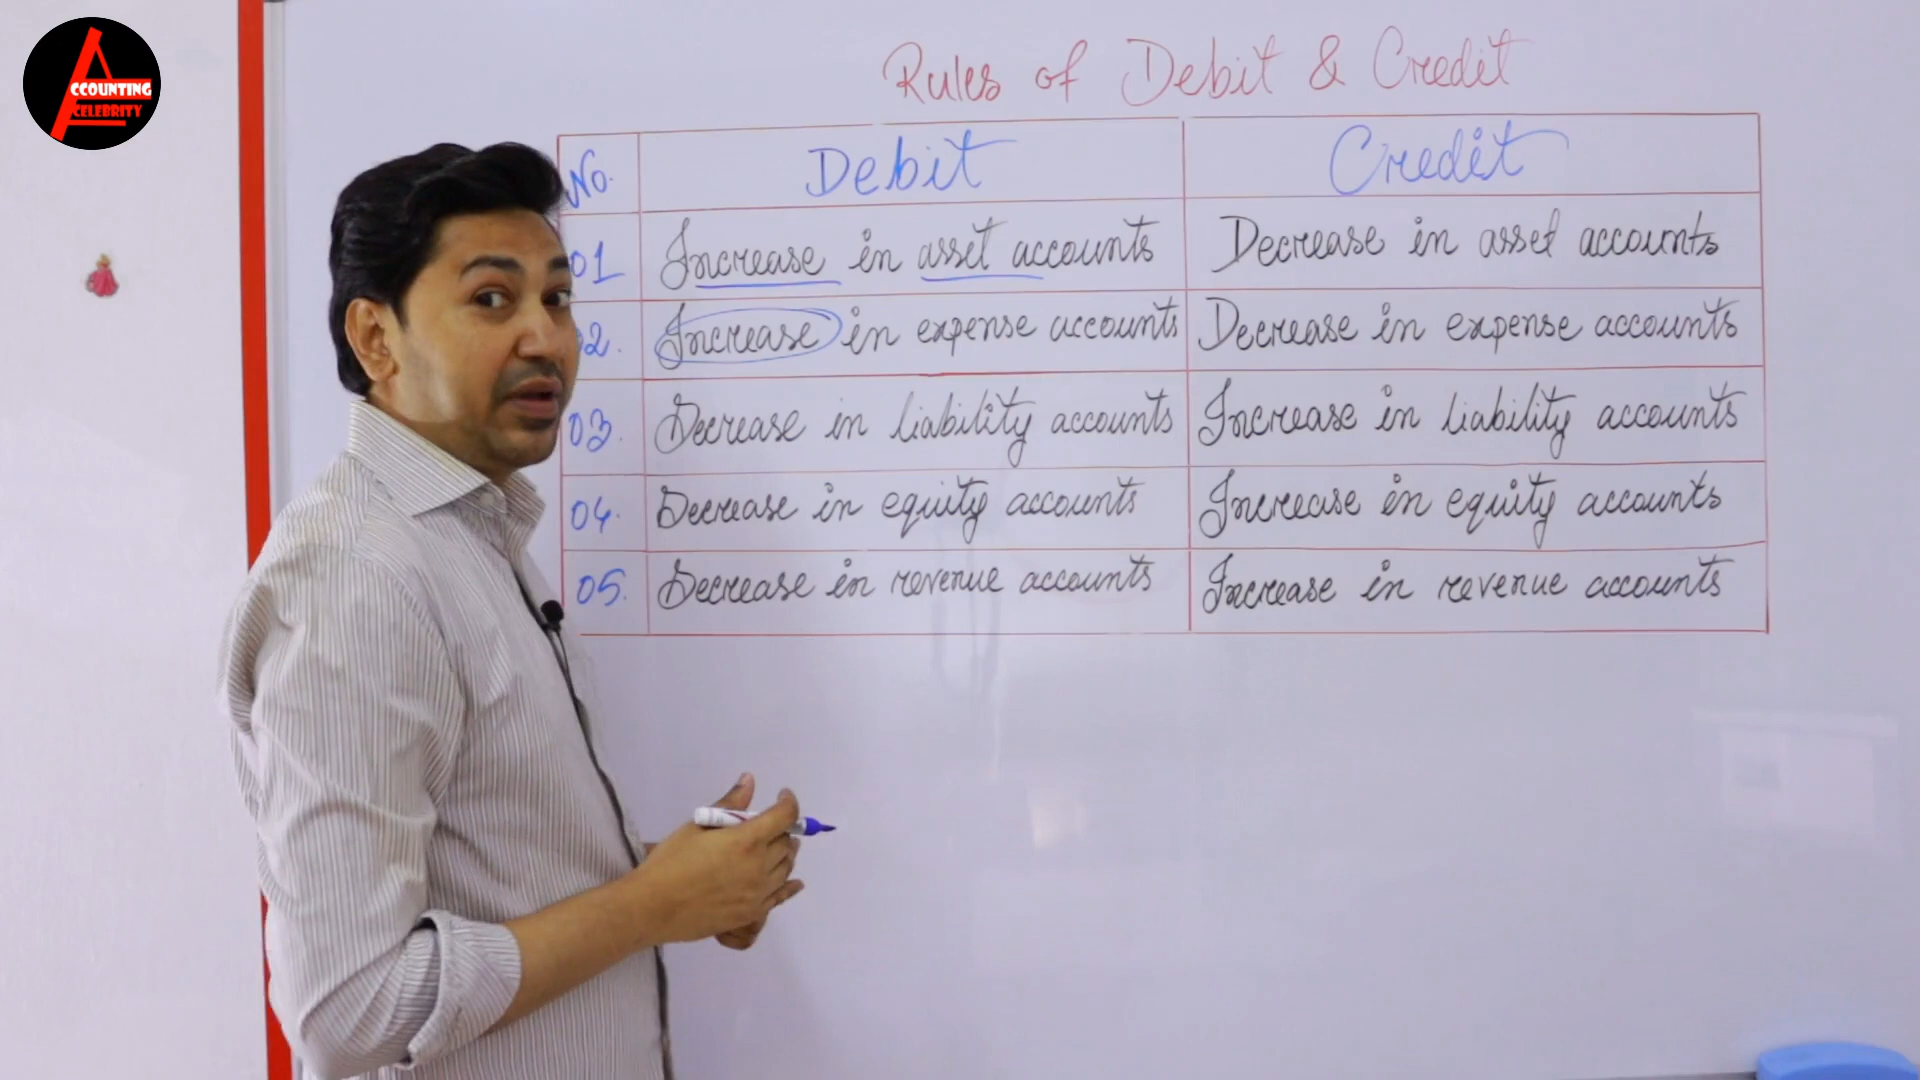 ACCOUNTING
CELEBRITY
Rules of Debit & Credit
No. Debit Credit
01 Increase in asset accounts Decrease in asset accounts
02. Increase in expense accounts Decrease in expense accounts
03. Decrease in liability accounts Increase in liability accounts
04. Decrease in equity accounts Increase in equity accounts
05. Decrease in revenue accounts Increase in revenue accounts